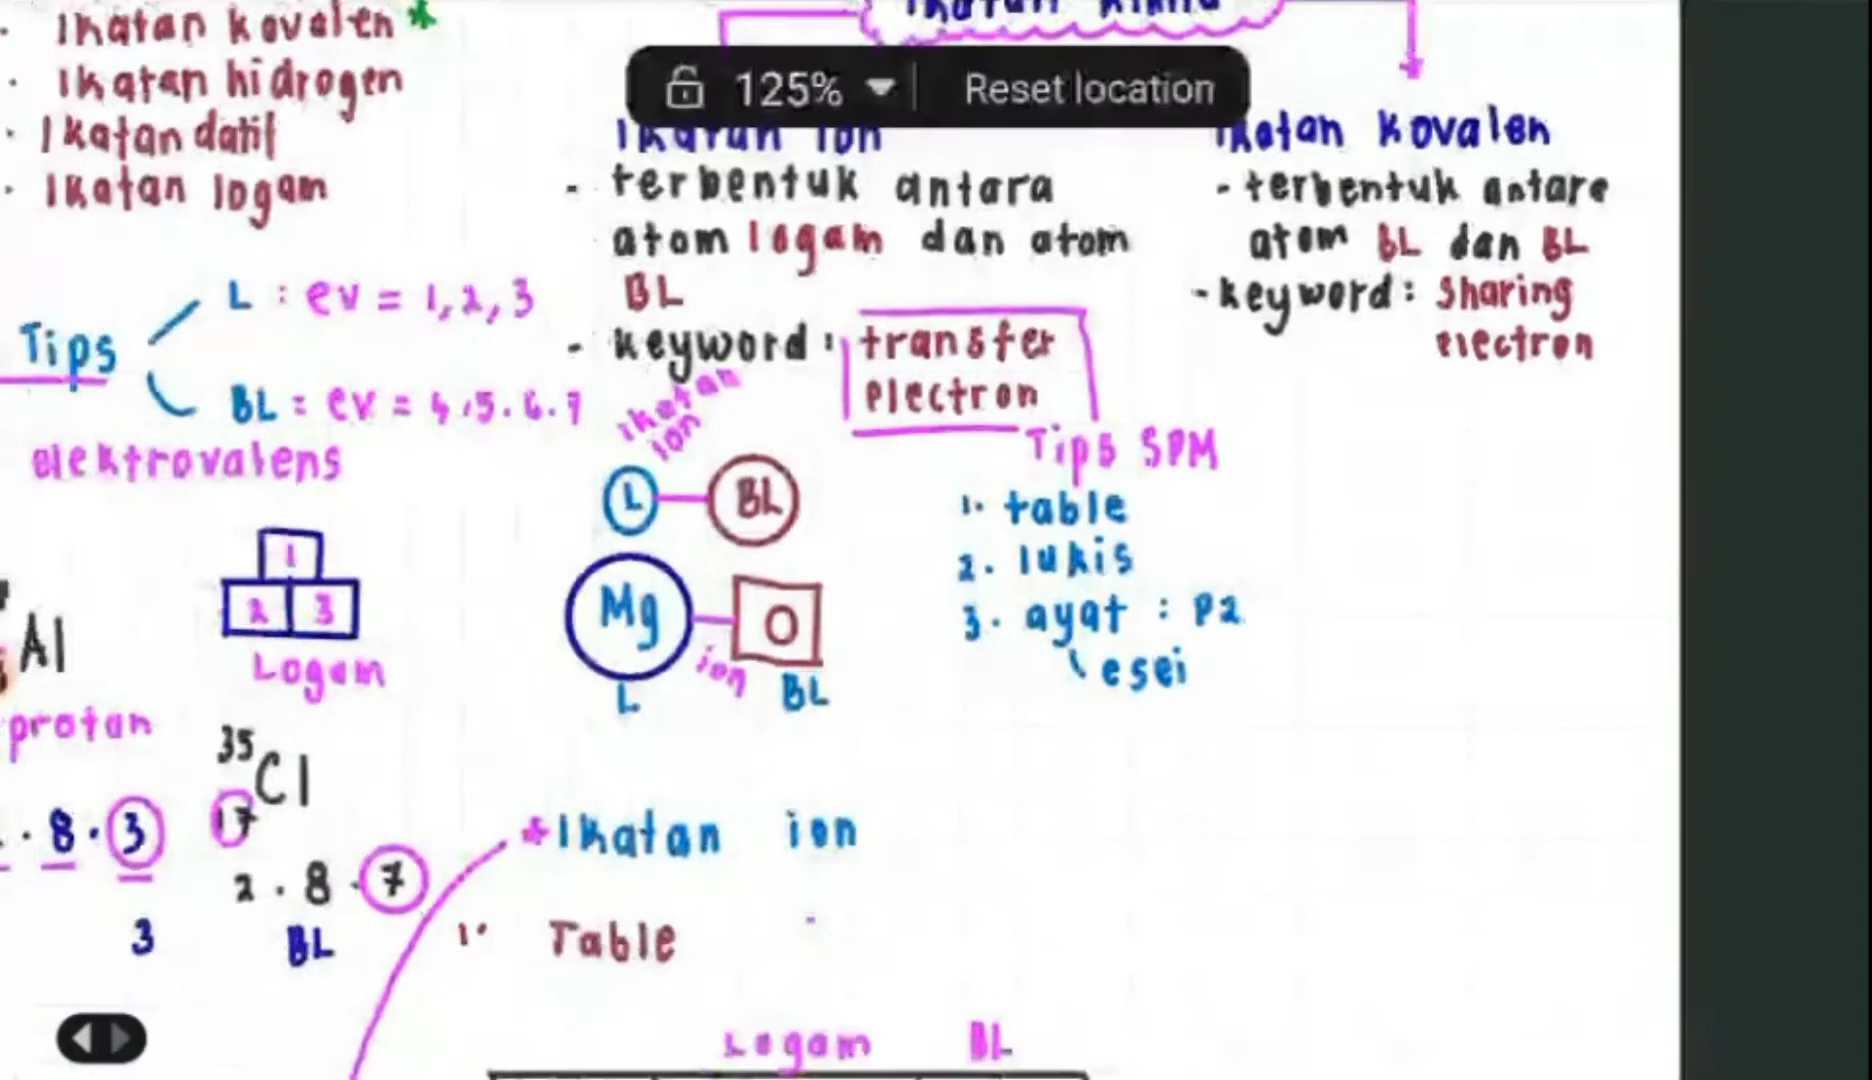 · Ikatan kovalen *
· Ikatan hidrogen
· Ikatan datif
· Ikatan logam
Tips
L : ev = 1, 2, 3
BL = ev = 4.5.6.7
elektrovalens
1
2 3
Logam
Al
protan
· 8 · 3
3
35
Cl
17
2 · 8 · 7
BL
Ikatan kimia
125% Reset location
Ikatan ion
- terbentuk antara
atom logam dan atom
BL
- keyword : transfer
electron
Ikatan
ion
L BL
Mg O
ion
L BL
Tips SPM
1. table
2. lukis
3. ayat : P2
esei
Ikatan kovalen
- terbentuk antare
atom BL dan BL
- keyword : Sharing
electron
* Ikatan ion
1. Table
Logam BL